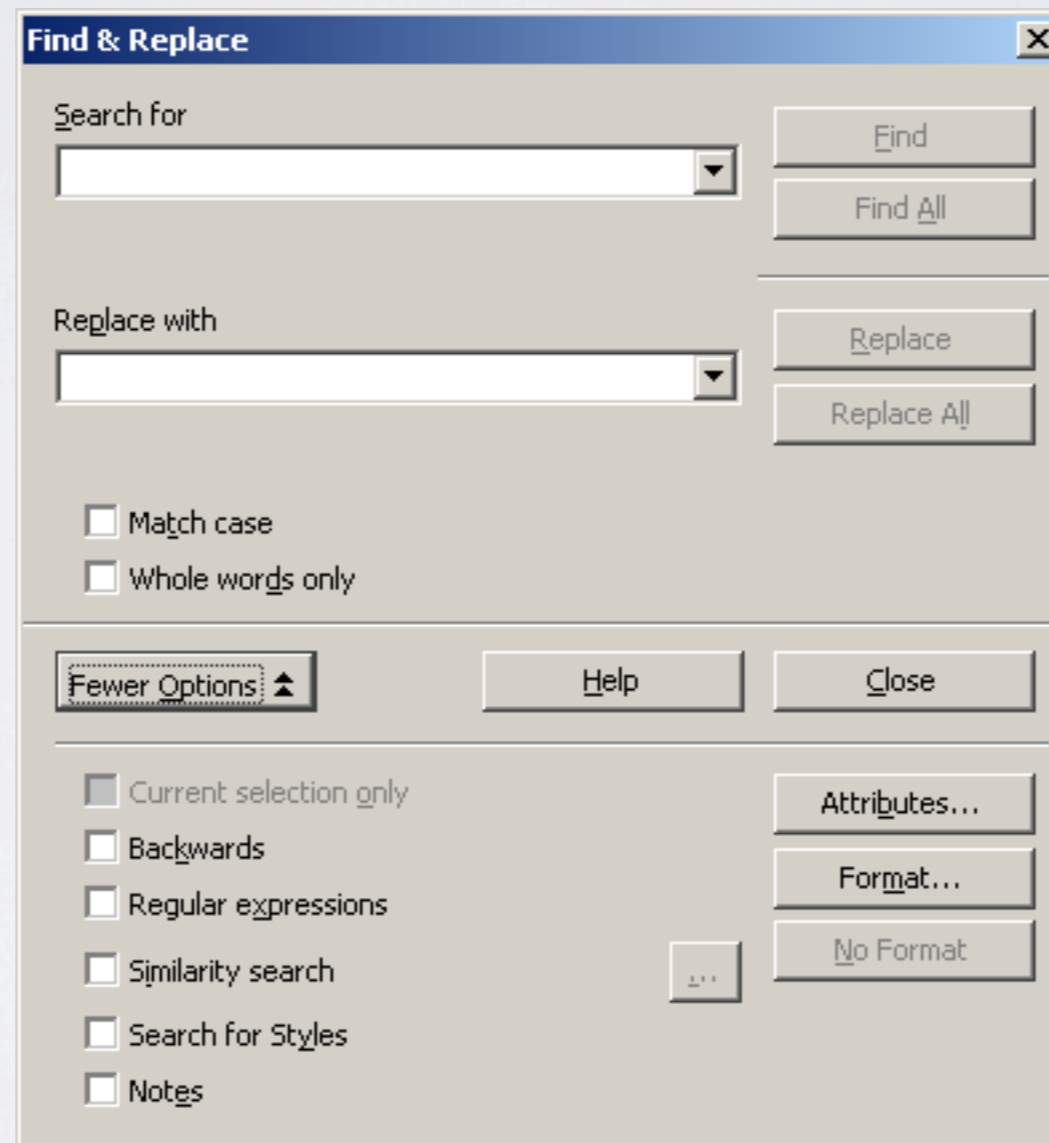 Find & Replace
Search for
Find
Find All
Replace with
Replace
Replace All
Match case
Whole words only
Fewer Options
Help
Close
Current selection only
Attributes...
Backwards
Format...
Regular expressions
No Format
Similarity search
...
Search for Styles
Notes